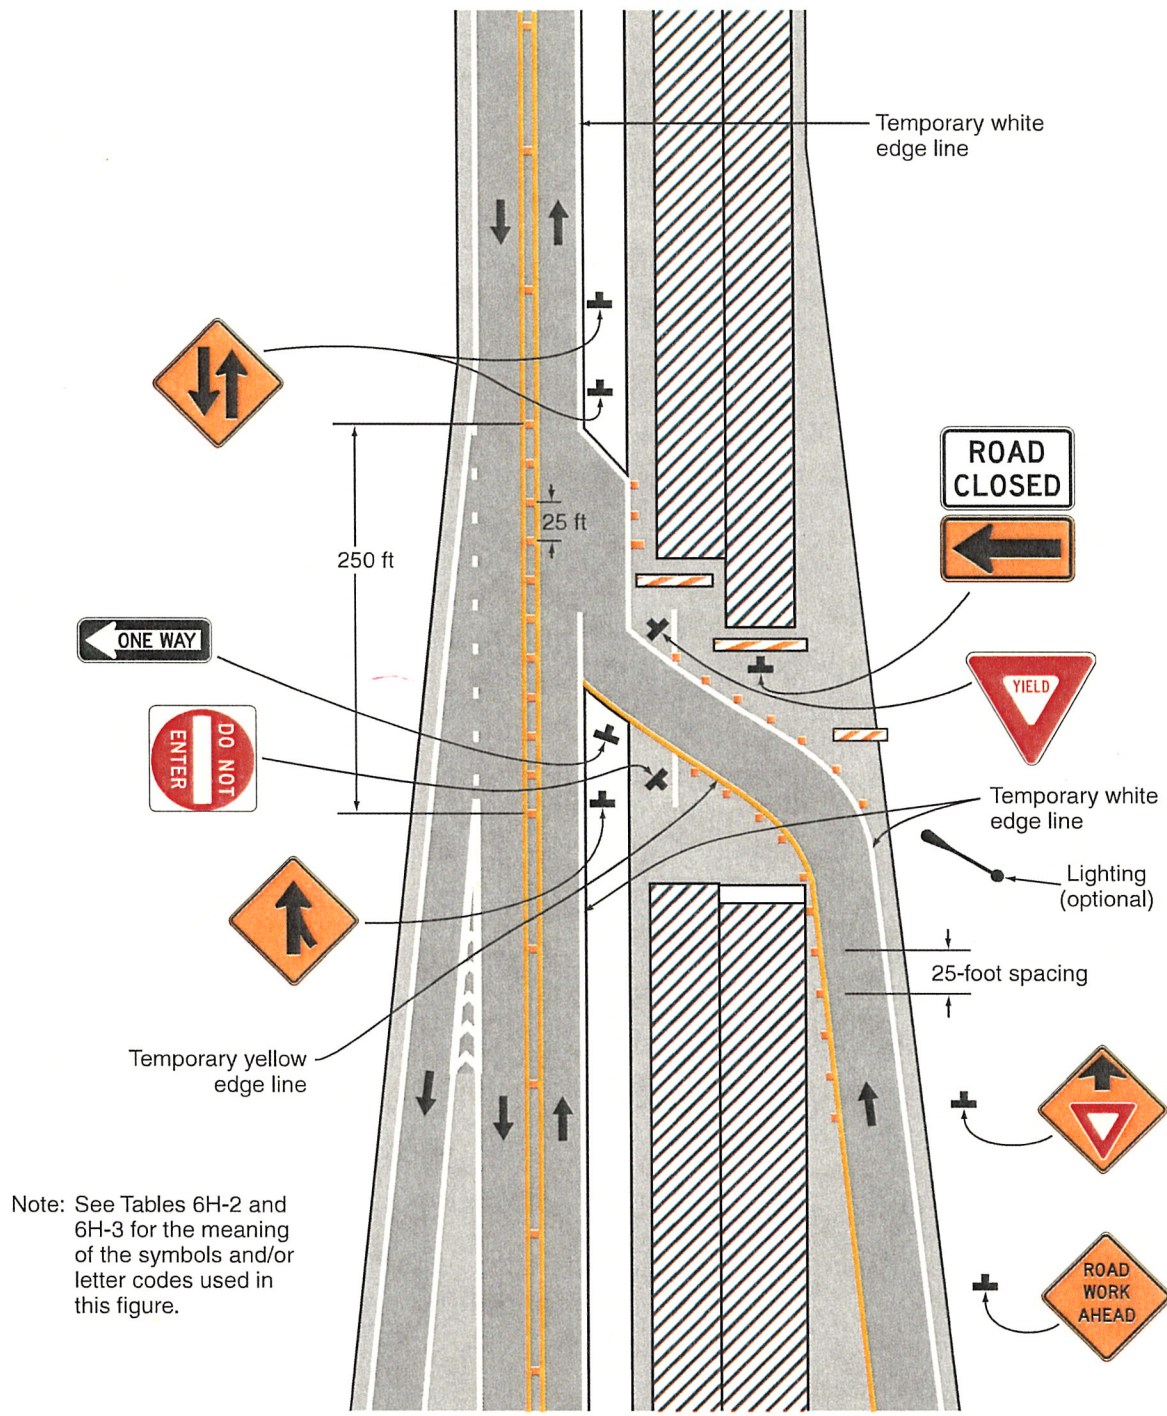 Temporary white
edge line
ROAD
CLOSED
25 ft
250 ft
ONE WAY
YIELD
DO NOT
ENTER
Temporary white
edge line
Lighting
(optional)
25-foot spacing
Temporary yellow
edge line
Note: See Tables 6H-2 and
6H-3 for the meaning
of the symbols and/or
letter codes used in
this figure.
ROAD
WORK
AHEAD